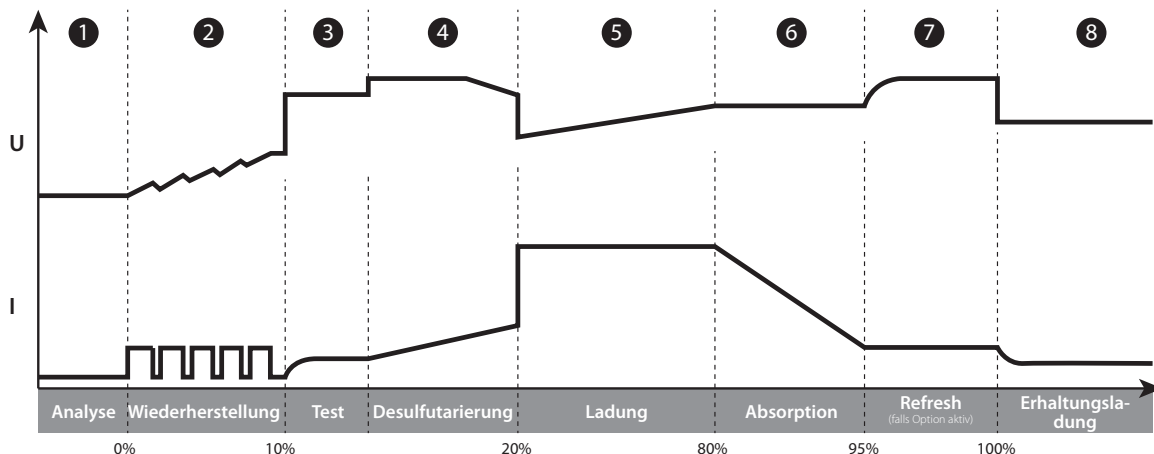 1 2 3 4 5 6 7 8
U
I
Analyse Wiederherstellung Test Desulfutarierung Ladung Absorption Refresh Erhaltungsla-
(falls Option aktiv) dung
0% 10% 20% 80% 95% 100%